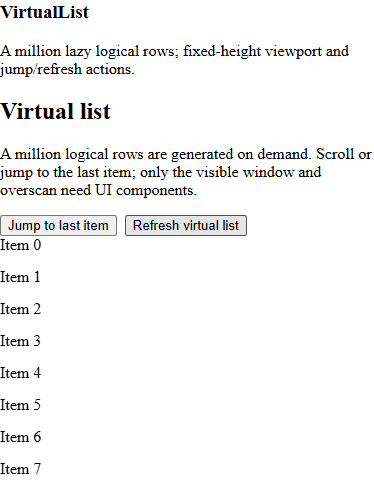 VirtualList
A million lazy logical rows; fixed-height viewport and
jump/refresh actions.
Virtual list
A million logical rows are generated on demand. Scroll or
jump to the last item; only the visible window and
overscan need UI components.
Jump to last item Refresh virtual list
Item 0
Item 1
Item 2
Item 3
Item 4
Item 5
Item 6
Item 7